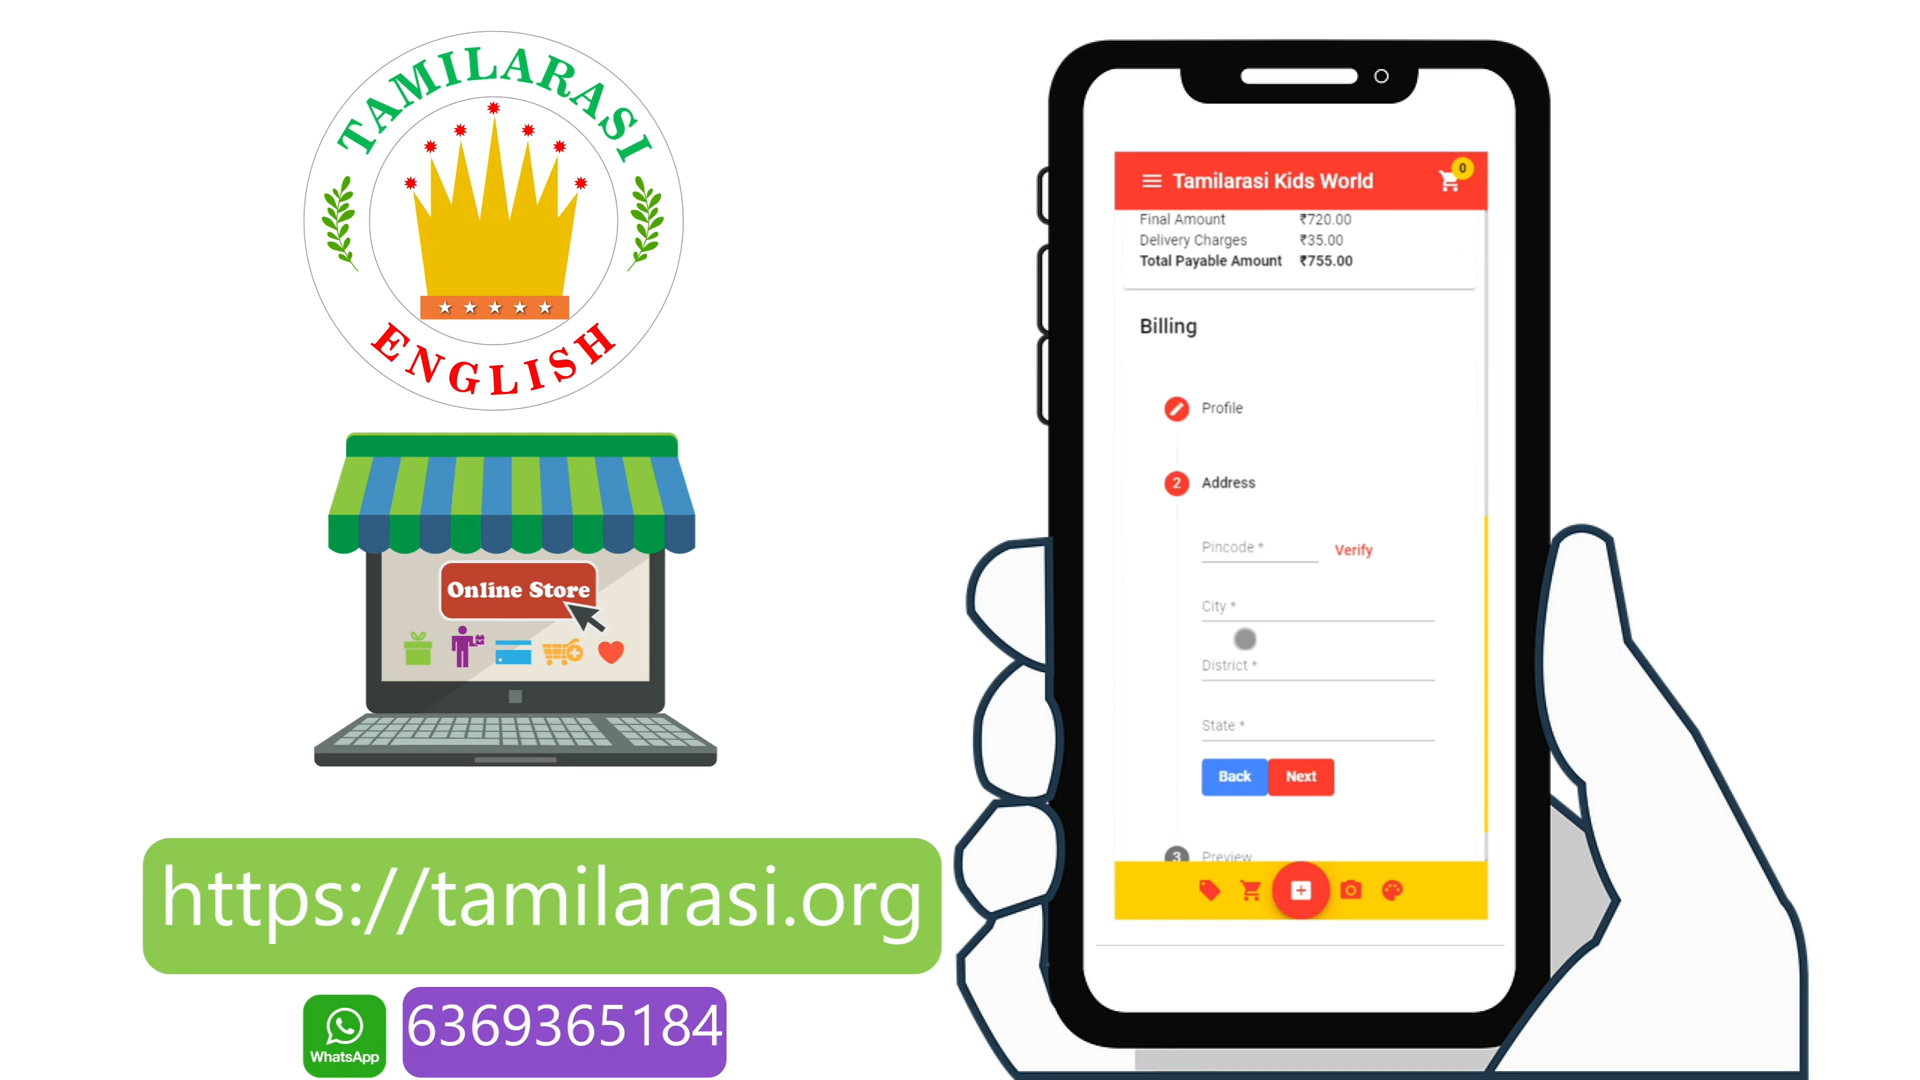 TAMILARASI
ENGLISH
Online Store
https://tamilarasi.org
WhatsApp
6369365184
Tamilarasi Kids World
0
Final Amount ₹720.00
Delivery Charges ₹35.00
Total Payable Amount ₹755.00
Billing
Profile
2 Address
Pincode * Verify
City *
District *
State *
Back Next
3 Preview